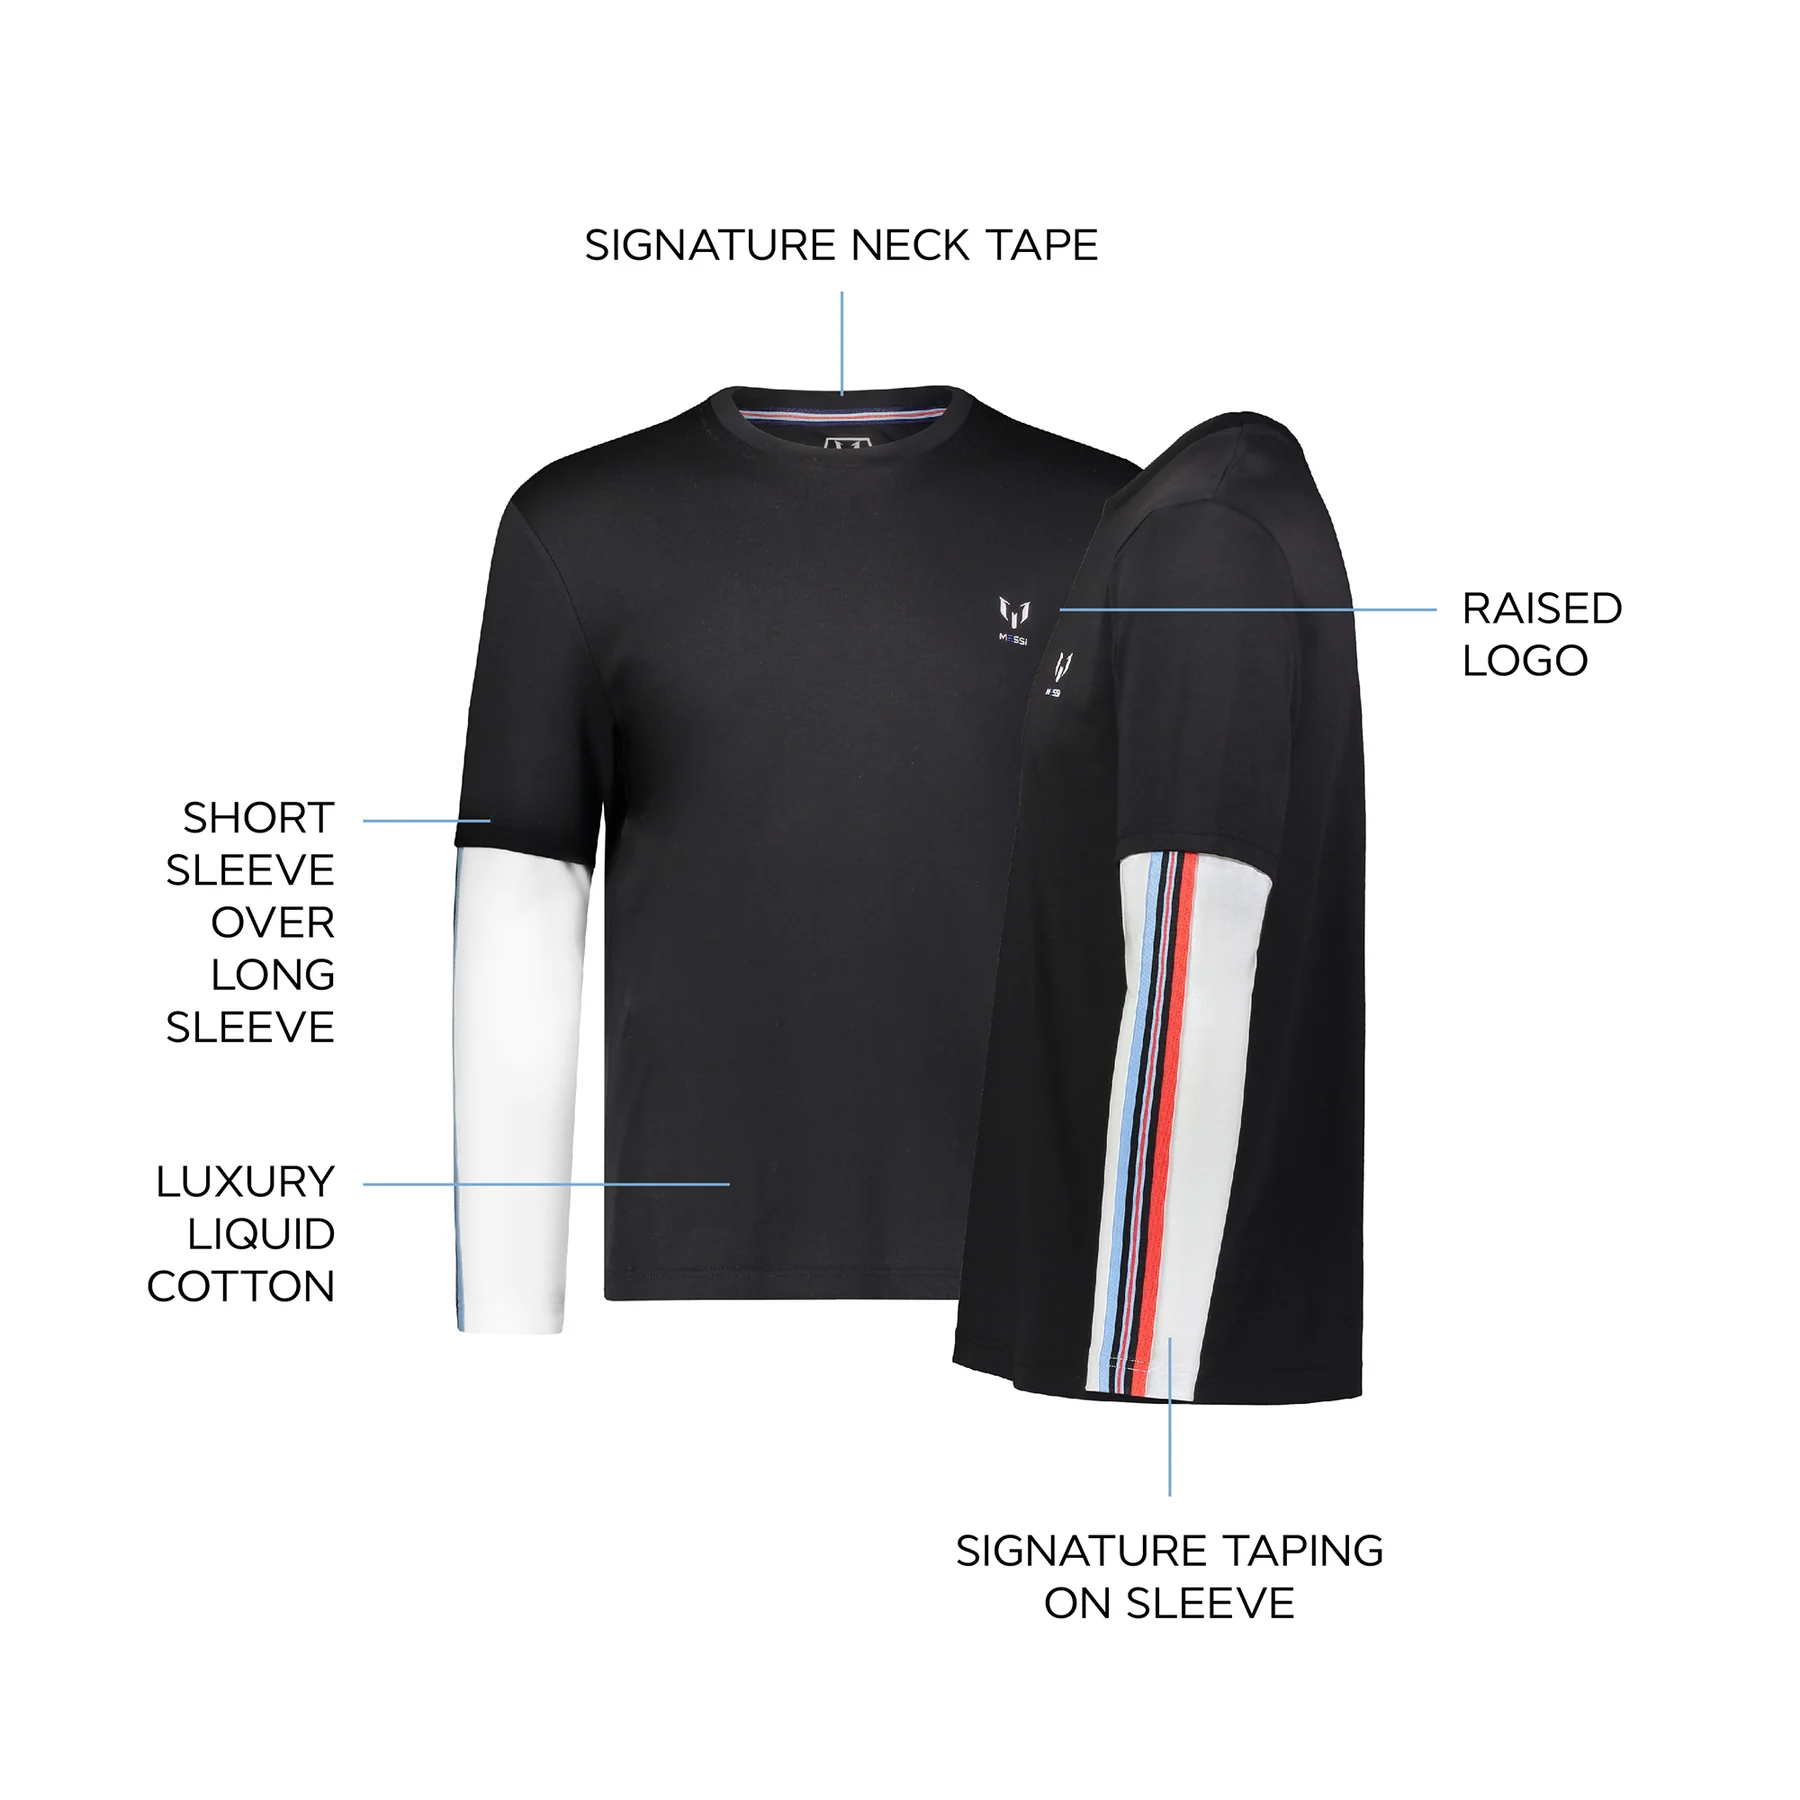 SIGNATURE NECK TAPE
RAISED
LOGO
MESSI
SHORT
SLEEVE
OVER
LONG
SLEEVE
LUXURY
LIQUID
COTTON
SIGNATURE TAPING
ON SLEEVE